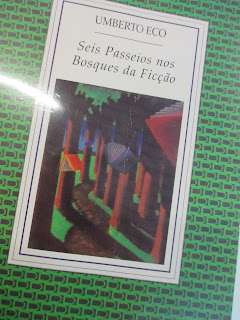 UMBERTO ECO
Seis Passeios nos
Bosques da Ficção